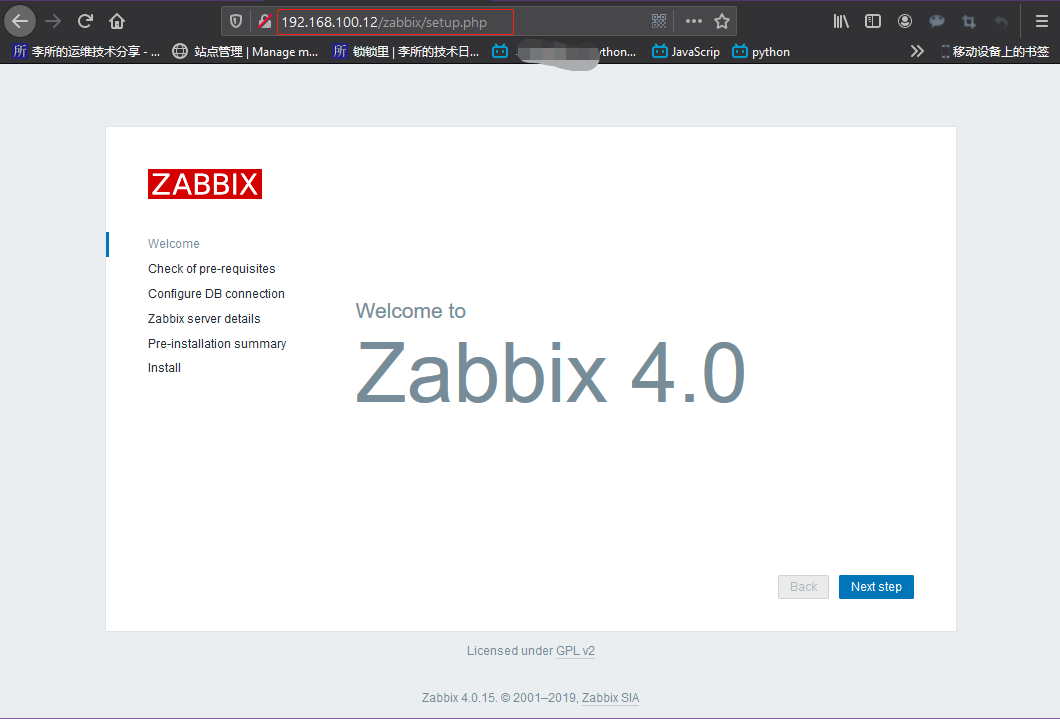 192.168.100.12/zabbix/setup.php
所 李所的运维技术分享 - ... 站点管理 | Manage m... 所 锁锁里 | 李所的技术日... ython... JavaScrip python 移动设备上的书签
ZABBIX
Welcome
Check of pre-requisites
Configure DB connection
Zabbix server details
Pre-installation summary
Install
Welcome to
Zabbix 4.0
Back Next step
Licensed under GPL v2
Zabbix 4.0.15. © 2001–2019, Zabbix SIA